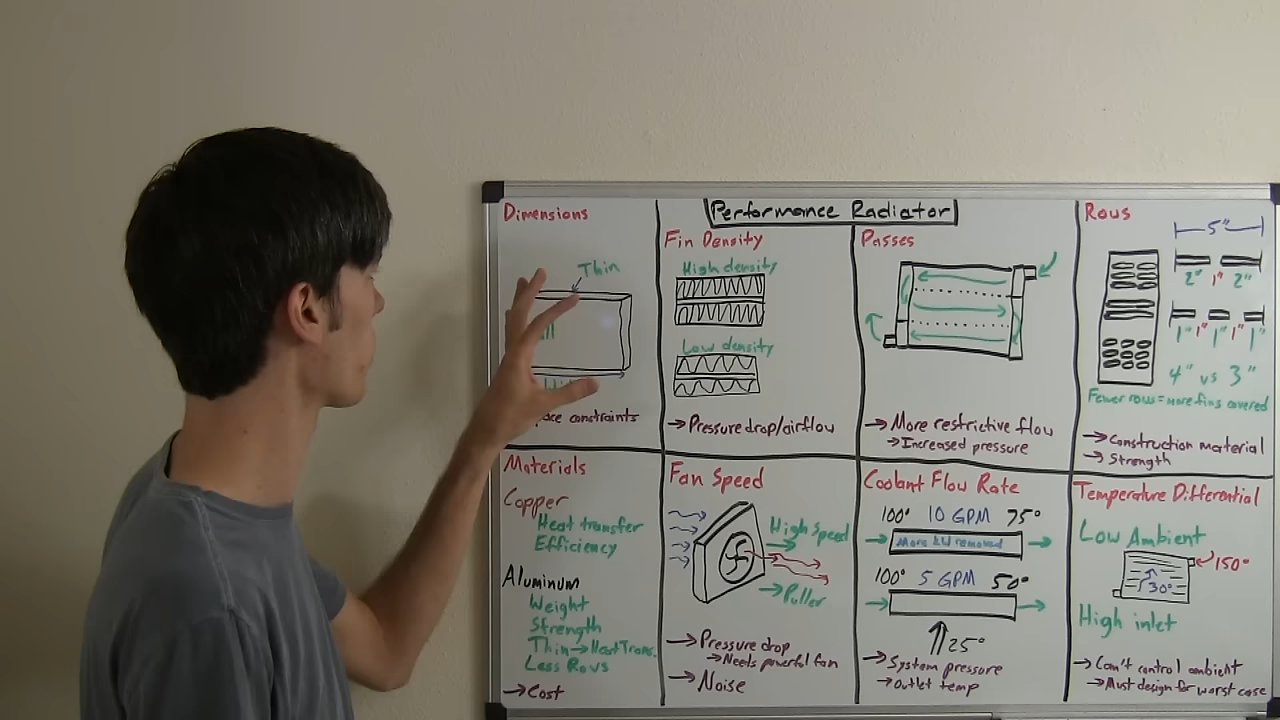 Performance Radiator
Dimensions
Thin
constraints
Fin Density
High density
Low density
→ Pressure drop/airflow
Passes
→ More restrictive flow
→ Increased pressure
Rows
5"
2" 1" 2"
1" 1" 1" 1" 1"
4" vs 3"
Fewer rows = More fins covered
→ Construction material
→ Strength
Materials
Copper
Heat transfer
Efficiency
Aluminum
Weight
Strength
Thin → Heat Trans.
Less Rows
→ Cost
Fan Speed
High Speed
→ Puller
→ Pressure drop
→ Needs powerful fan
→ Noise
Coolant Flow Rate
100° 10 GPM 75°
More kW removed
100° 5 GPM 50°
25°
→ System pressure
→ Outlet temp
Temperature Differential
Low Ambient
150°
30°
High inlet
→ Can't control ambient
→ Must design for worst case